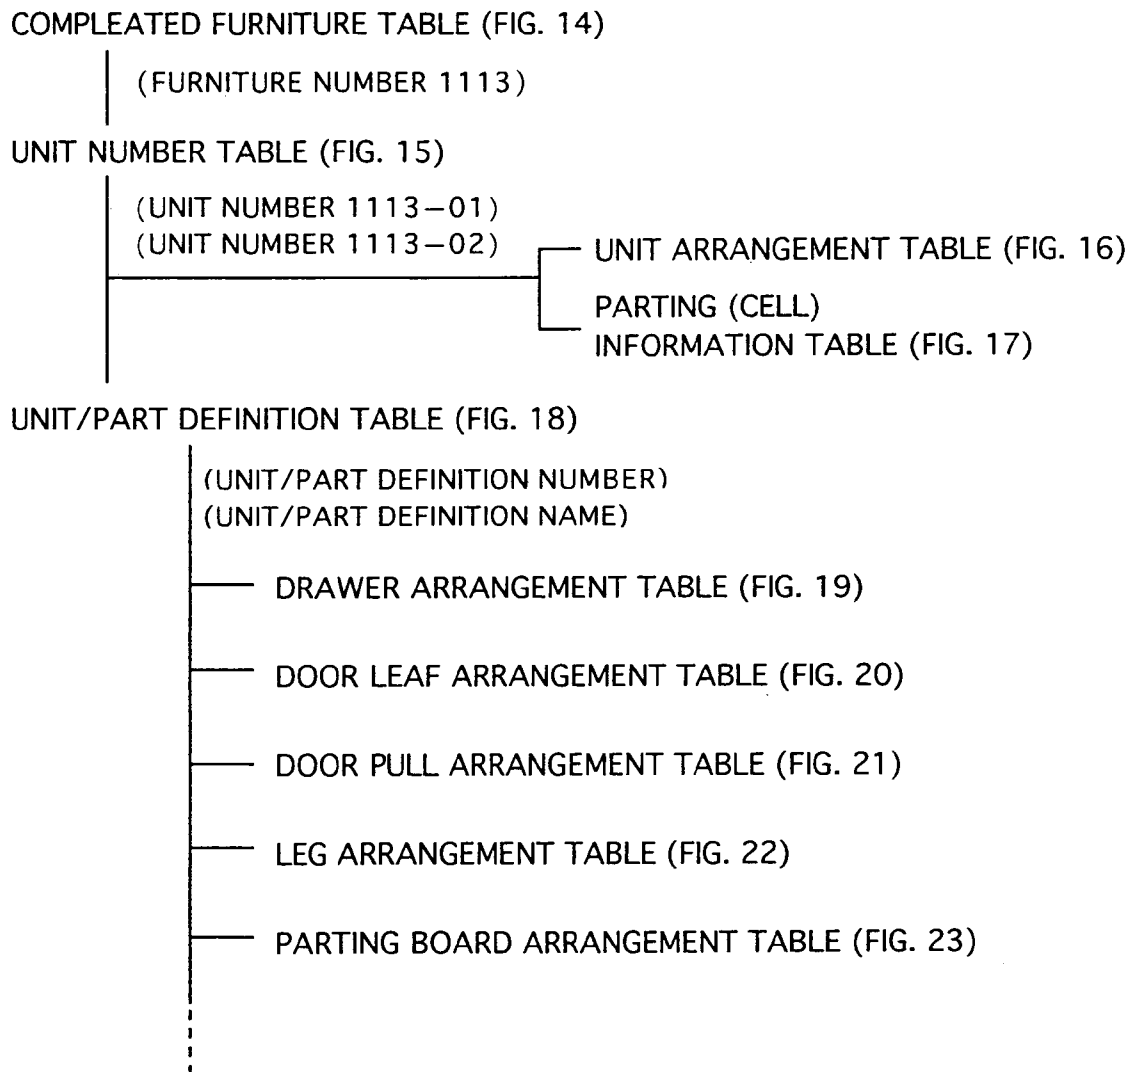 COMPLEATED FURNITURE TABLE (FIG. 14)
(FURNITURE NUMBER 1113)
UNIT NUMBER TABLE (FIG. 15)
(UNIT NUMBER 1113-01)
(UNIT NUMBER 1113-02)
UNIT ARRANGEMENT TABLE (FIG. 16)
PARTING (CELL)
INFORMATION TABLE (FIG. 17)
UNIT/PART DEFINITION TABLE (FIG. 18)
(UNIT/PART DEFINITION NUMBER)
(UNIT/PART DEFINITION NAME)
DRAWER ARRANGEMENT TABLE (FIG. 19)
DOOR LEAF ARRANGEMENT TABLE (FIG. 20)
DOOR PULL ARRANGEMENT TABLE (FIG. 21)
LEG ARRANGEMENT TABLE (FIG. 22)
PARTING BOARD ARRANGEMENT TABLE (FIG. 23)